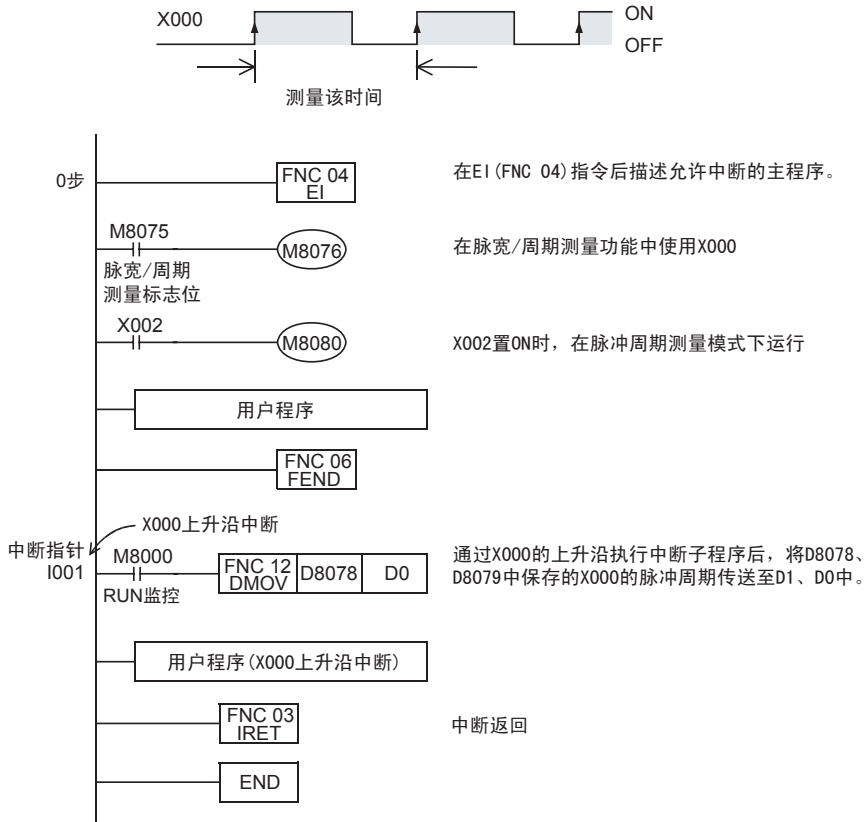 X000
ON
OFF
测量该时间
0步
FNC 04
EI
在EI(FNC 04)指令后描述允许中断的主程序。
M8075
M8076
脉宽/周期
测量标志位
在脉宽/周期测量功能中使用X000
X002
M8080
X002置ON时，在脉冲周期测量模式下运行
用户程序
FNC 06
FEND
X000上升沿中断
中断指针
I001
M8000
RUN监控
FNC 12
DMOV
D8078
D0
通过X000的上升沿执行中断子程序后，将D8078、
D8079中保存的X000的脉冲周期传送至D1、D0中。
用户程序(X000上升沿中断)
FNC 03
IRET
中断返回
END